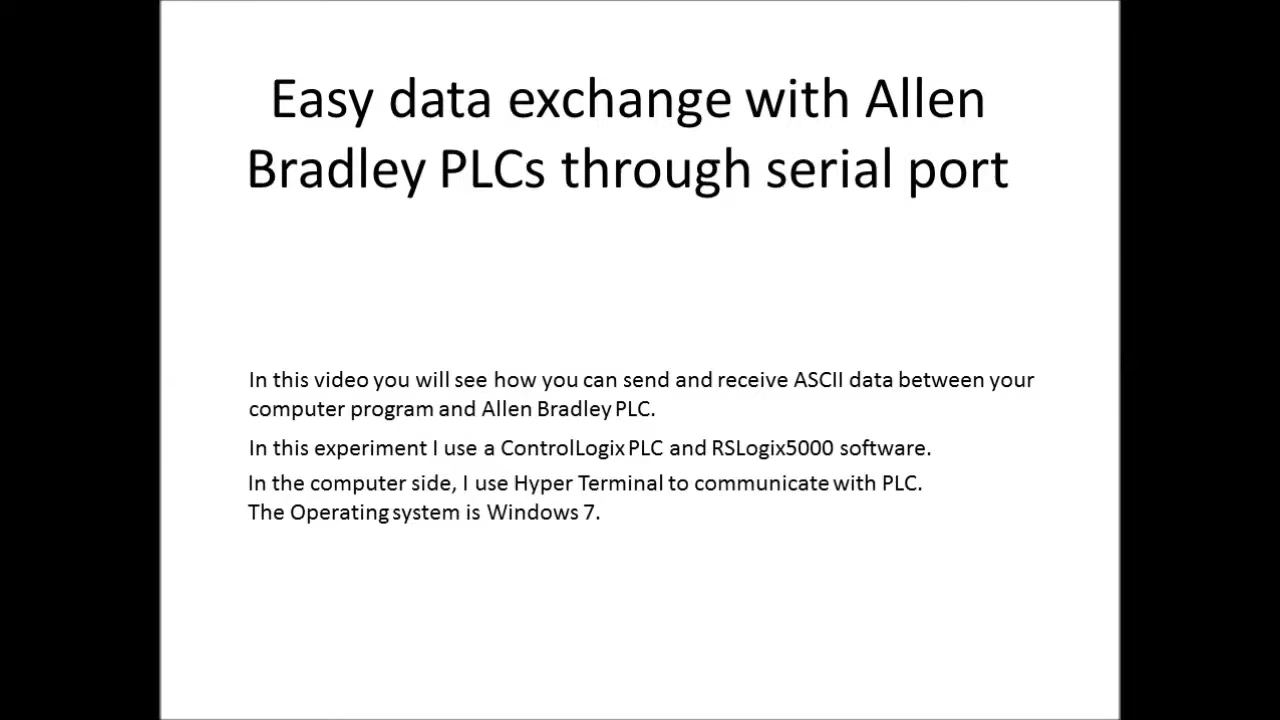 Easy data exchange with Allen
Bradley PLCs through serial port
In this video you will see how you can send and receive ASCII data between your
computer program and Allen Bradley PLC.
In this experiment I use a ControlLogix PLC and RSLogix5000 software.
In the computer side, I use Hyper Terminal to communicate with PLC.
The Operating system is Windows 7.